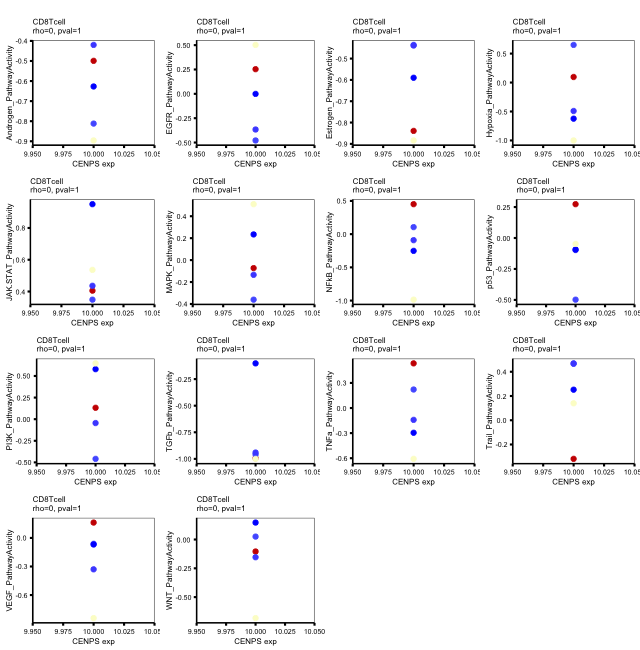 CD8Tcell
rho=0, pval=1
Androgen_PathwayActivity
-0.4
-0.5
-0.6
-0.7
-0.8
-0.9
9.950 9.975 10.000 10.025 10.05
CENPS exp
CD8Tcell
rho=0, pval=1
EGFR_PathwayActivity
0.50
0.25
0.00
-0.25
-0.50
9.950 9.975 10.000 10.025 10.05
CENPS exp
CD8Tcell
rho=0, pval=1
Estrogen_PathwayActivity
-0.5
-0.6
-0.7
-0.8
-0.9
9.950 9.975 10.000 10.025 10.05
CENPS exp
CD8Tcell
rho=0, pval=1
Hypoxia_PathwayActivity
0.5
0.0
-0.5
-1.0
9.950 9.975 10.000 10.025 10.05
CENPS exp
CD8Tcell
rho=0, pval=1
JAK.STAT_PathwayActivity
0.8
0.6
0.4
9.950 9.975 10.000 10.025 10.05
CENPS exp
CD8Tcell
rho=0, pval=1
MAPK_PathwayActivity
0.4
0.2
0.0
-0.2
-0.4
9.950 9.975 10.000 10.025 10.05
CENPS exp
CD8Tcell
rho=0, pval=1
NFkB_PathwayActivity
0.5
0.0
-0.5
-1.0
9.950 9.975 10.000 10.025 10.05
CENPS exp
CD8Tcell
rho=0, pval=1
p53_PathwayActivity
0.25
0.00
-0.25
-0.50
9.950 9.975 10.000 10.025 10.05
CENPS exp
CD8Tcell
rho=0, pval=1
PI3K_PathwayActivity
0.50
0.25
0.00
-0.25
-0.50
9.950 9.975 10.000 10.025 10.05
CENPS exp
CD8Tcell
rho=0, pval=1
TGFb_PathwayActivity
-0.25
-0.50
-0.75
-1.00
9.950 9.975 10.000 10.025 10.05
CENPS exp
CD8Tcell
rho=0, pval=1
TNFa_PathwayActivity
0.3
0.0
-0.3
-0.6
9.950 9.975 10.000 10.025 10.05
CENPS exp
CD8Tcell
rho=0, pval=1
Trail_PathwayActivity
0.4
0.2
0.0
-0.2
9.950 9.975 10.000 10.025 10.05
CENPS exp
CD8Tcell
rho=0, pval=1
VEGF_PathwayActivity
0.0
-0.3
-0.6
9.950 9.975 10.000 10.025 10.05
CENPS exp
CD8Tcell
rho=0, pval=1
WNT_PathwayActivity
0.00
-0.25
-0.50
9.950 9.975 10.000 10.025 10.050
CENPS exp